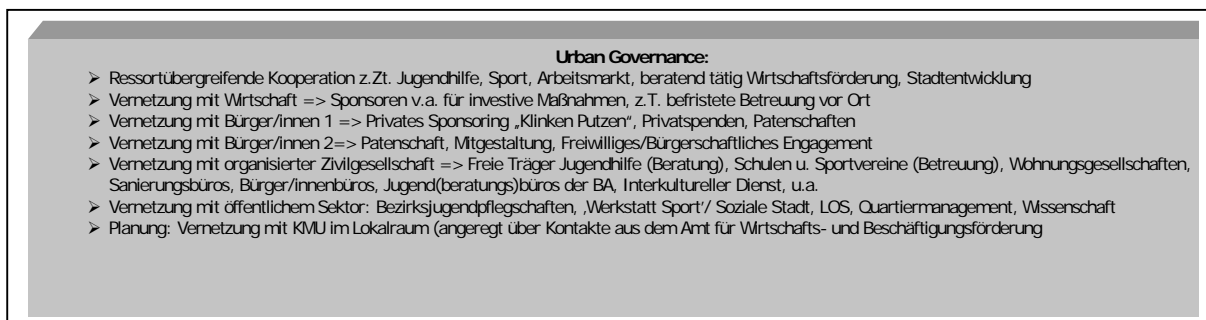 Urban Governance:
➢ Ressortübergreifende Kooperation z.Zt. Jugendhilfe, Sport, Arbeitsmarkt, beratend tätig Wirtschaftsförderung, Stadtentwicklung
➢ Vernetzung mit Wirtschaft => Sponsoren v.a. für investive Maßnahmen, z.T. befristete Betreuung vor Ort
➢ Vernetzung mit Bürger/innen 1 => Privates Sponsoring „Klinken Putzen“, Privatspenden, Patenschaften
➢ Vernetzung mit Bürger/innen 2=> Patenschaft, Mitgestaltung, Freiwilliges/Bürgerschaftliches Engagement
➢ Vernetzung mit organisierter Zivilgesellschaft => Freie Träger Jugendhilfe (Beratung), Schulen u. Sportvereine (Betreuung), Wohnungsgesellschaften,
Sanierungsbüros, Bürger/innenbüros, Jugend(beratungs)büros der BA, Interkultureller Dienst, u.a.
➢ Vernetzung mit öffentlichem Sektor: Bezirksjugendpflegschaften, ‚Werkstatt Sport‘/ Soziale Stadt, LOS, Quartiermanagement, Wissenschaft
➢ Planung: Vernetzung mit KMU im Lokalraum (angeregt über Kontakte aus dem Amt für Wirtschafts- und Beschäftigungsförderung